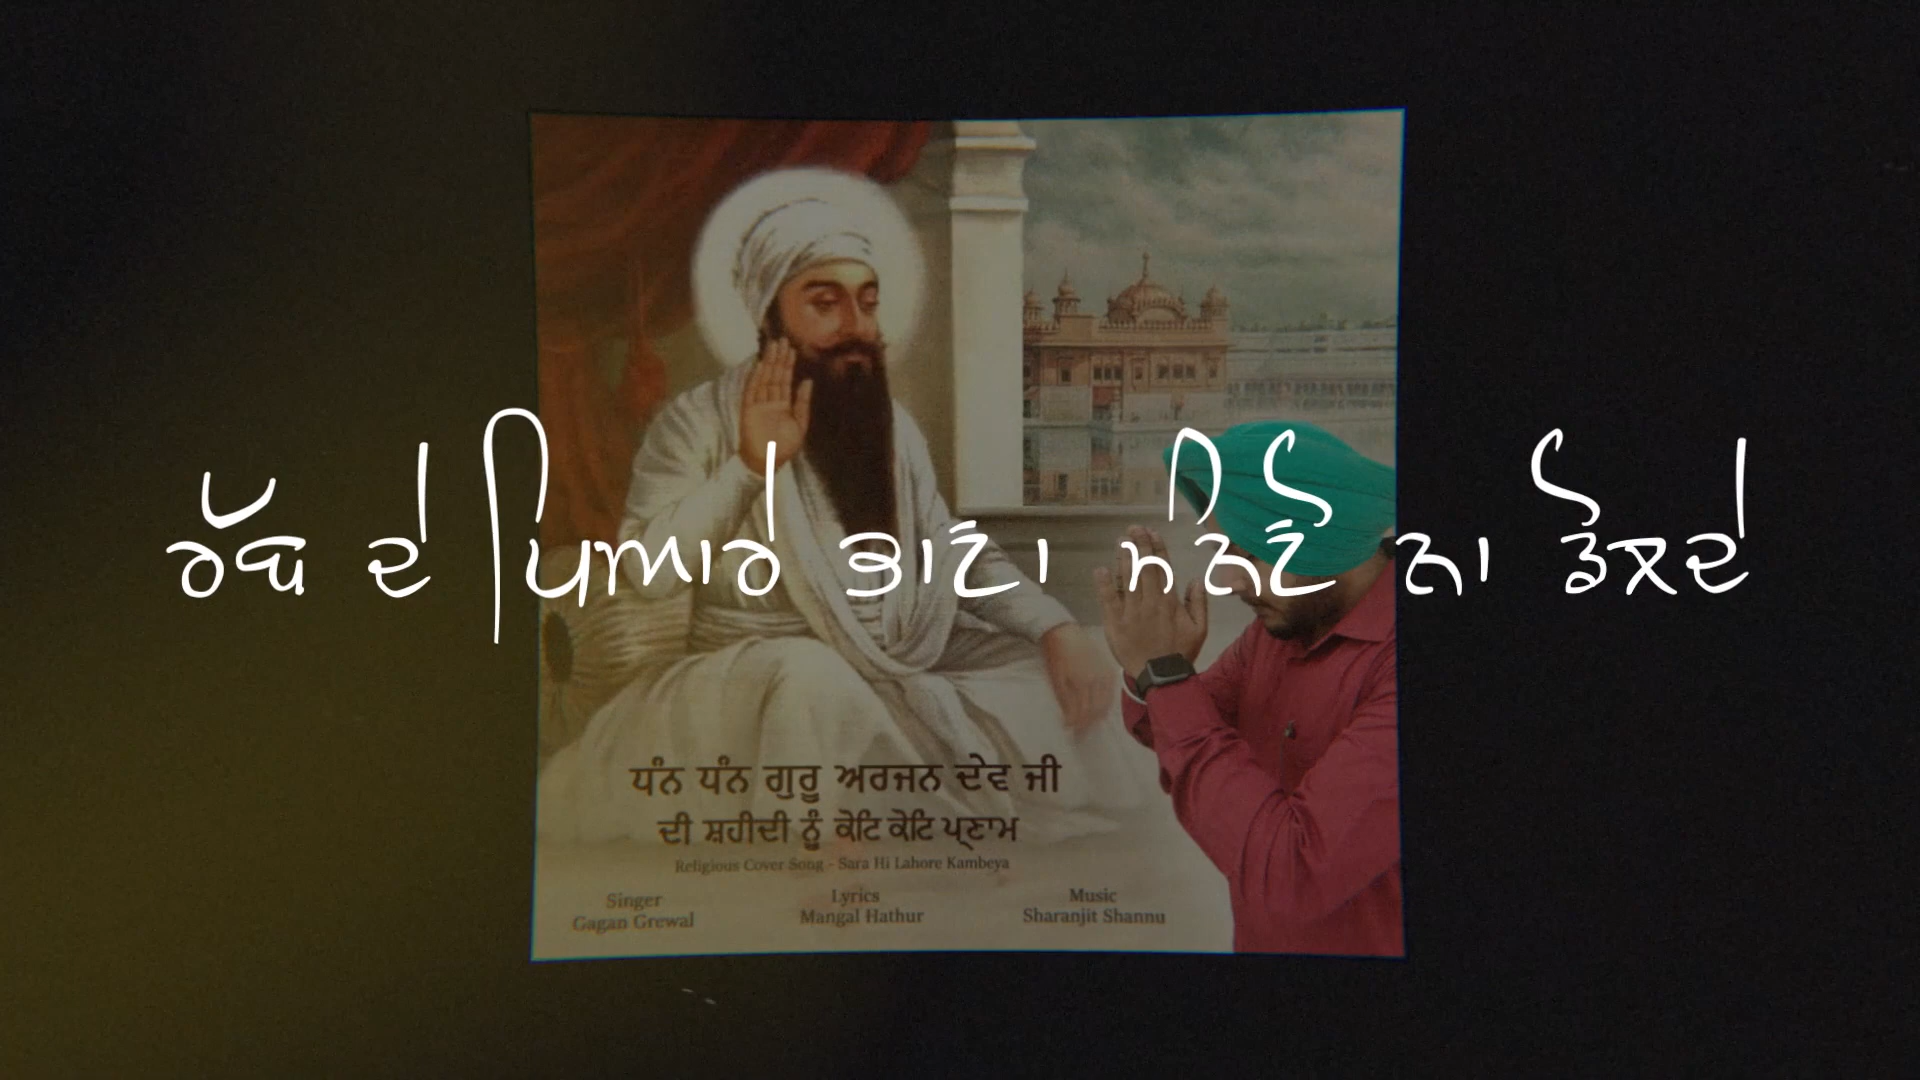 ਰੱਬ ਦੇ ਪਿਆਰੇ ਭਾਣਾ ਮੰਨਿਣੋ ਨਾ ਡੋਲਦੇ
ਧੰਨ ਧੰਨ ਗੁਰੂ ਅਰਜਨ ਦੇਵ ਜੀ
ਦੀ ਸ਼ਹੀਦੀ ਨੂੰ ਕੋਟਿ ਕੋਟਿ ਪ੍ਰਣਾਮ
Religious Cover Song - Sara Hi Lahore Kambeya
Singer Lyrics Music
Gagan Grewal Mangal Hathur Sharanjit Shannu